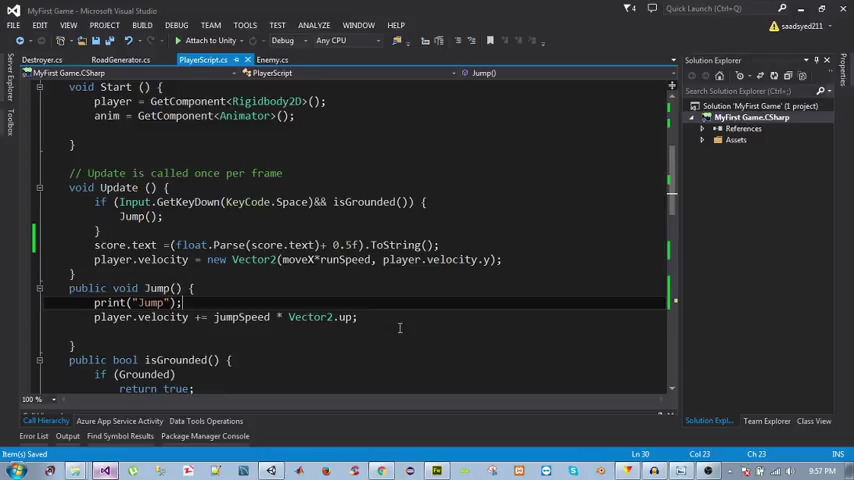 MyFirst Game - Microsoft Visual Studio
4
Quick Launch (Ctrl+Q)
FILE EDIT VIEW PROJECT BUILD DEBUG TEAM TOOLS TEST ANALYZE WINDOW HELP
saadsyed211
Attach to Unity Debug Any CPU
Server Explorer
Toolbox
Destroyer.cs RoadGenerator.cs PlayerScript.cs Enemy.cs
MyFirst Game.CSharp PlayerScript Jump()
void Start () {
player = GetComponent<Rigidbody2D>();
anim = GetComponent<Animator>();
}
// Update is called once per frame
void Update () {
if (Input.GetKeyDown(KeyCode.Space)&& isGrounded()) {
Jump();
}
score.text =(float.Parse(score.text)+ 0.5f).ToString();
player.velocity = new Vector2(moveX*runSpeed, player.velocity.y);
}
public void Jump() {
print("Jump");
player.velocity += jumpSpeed * Vector2.up;
}
public bool isGrounded() {
if (Grounded)
return true;
100 %
Solution Explorer
Search Solution Explorer (Ctrl+;)
Solution 'MyFirst Game' (1 project)
MyFirst Game.CSharp
References
Assets
Properties
Call Hierarchy Azure App Service Activity Data Tools Operations
Solution Expl... Team Explorer Class View
Error List Output Find Symbol Results Package Manager Console
Item(s) Saved Ln 30 Col 23 Ch 23 INS
9:57 PM